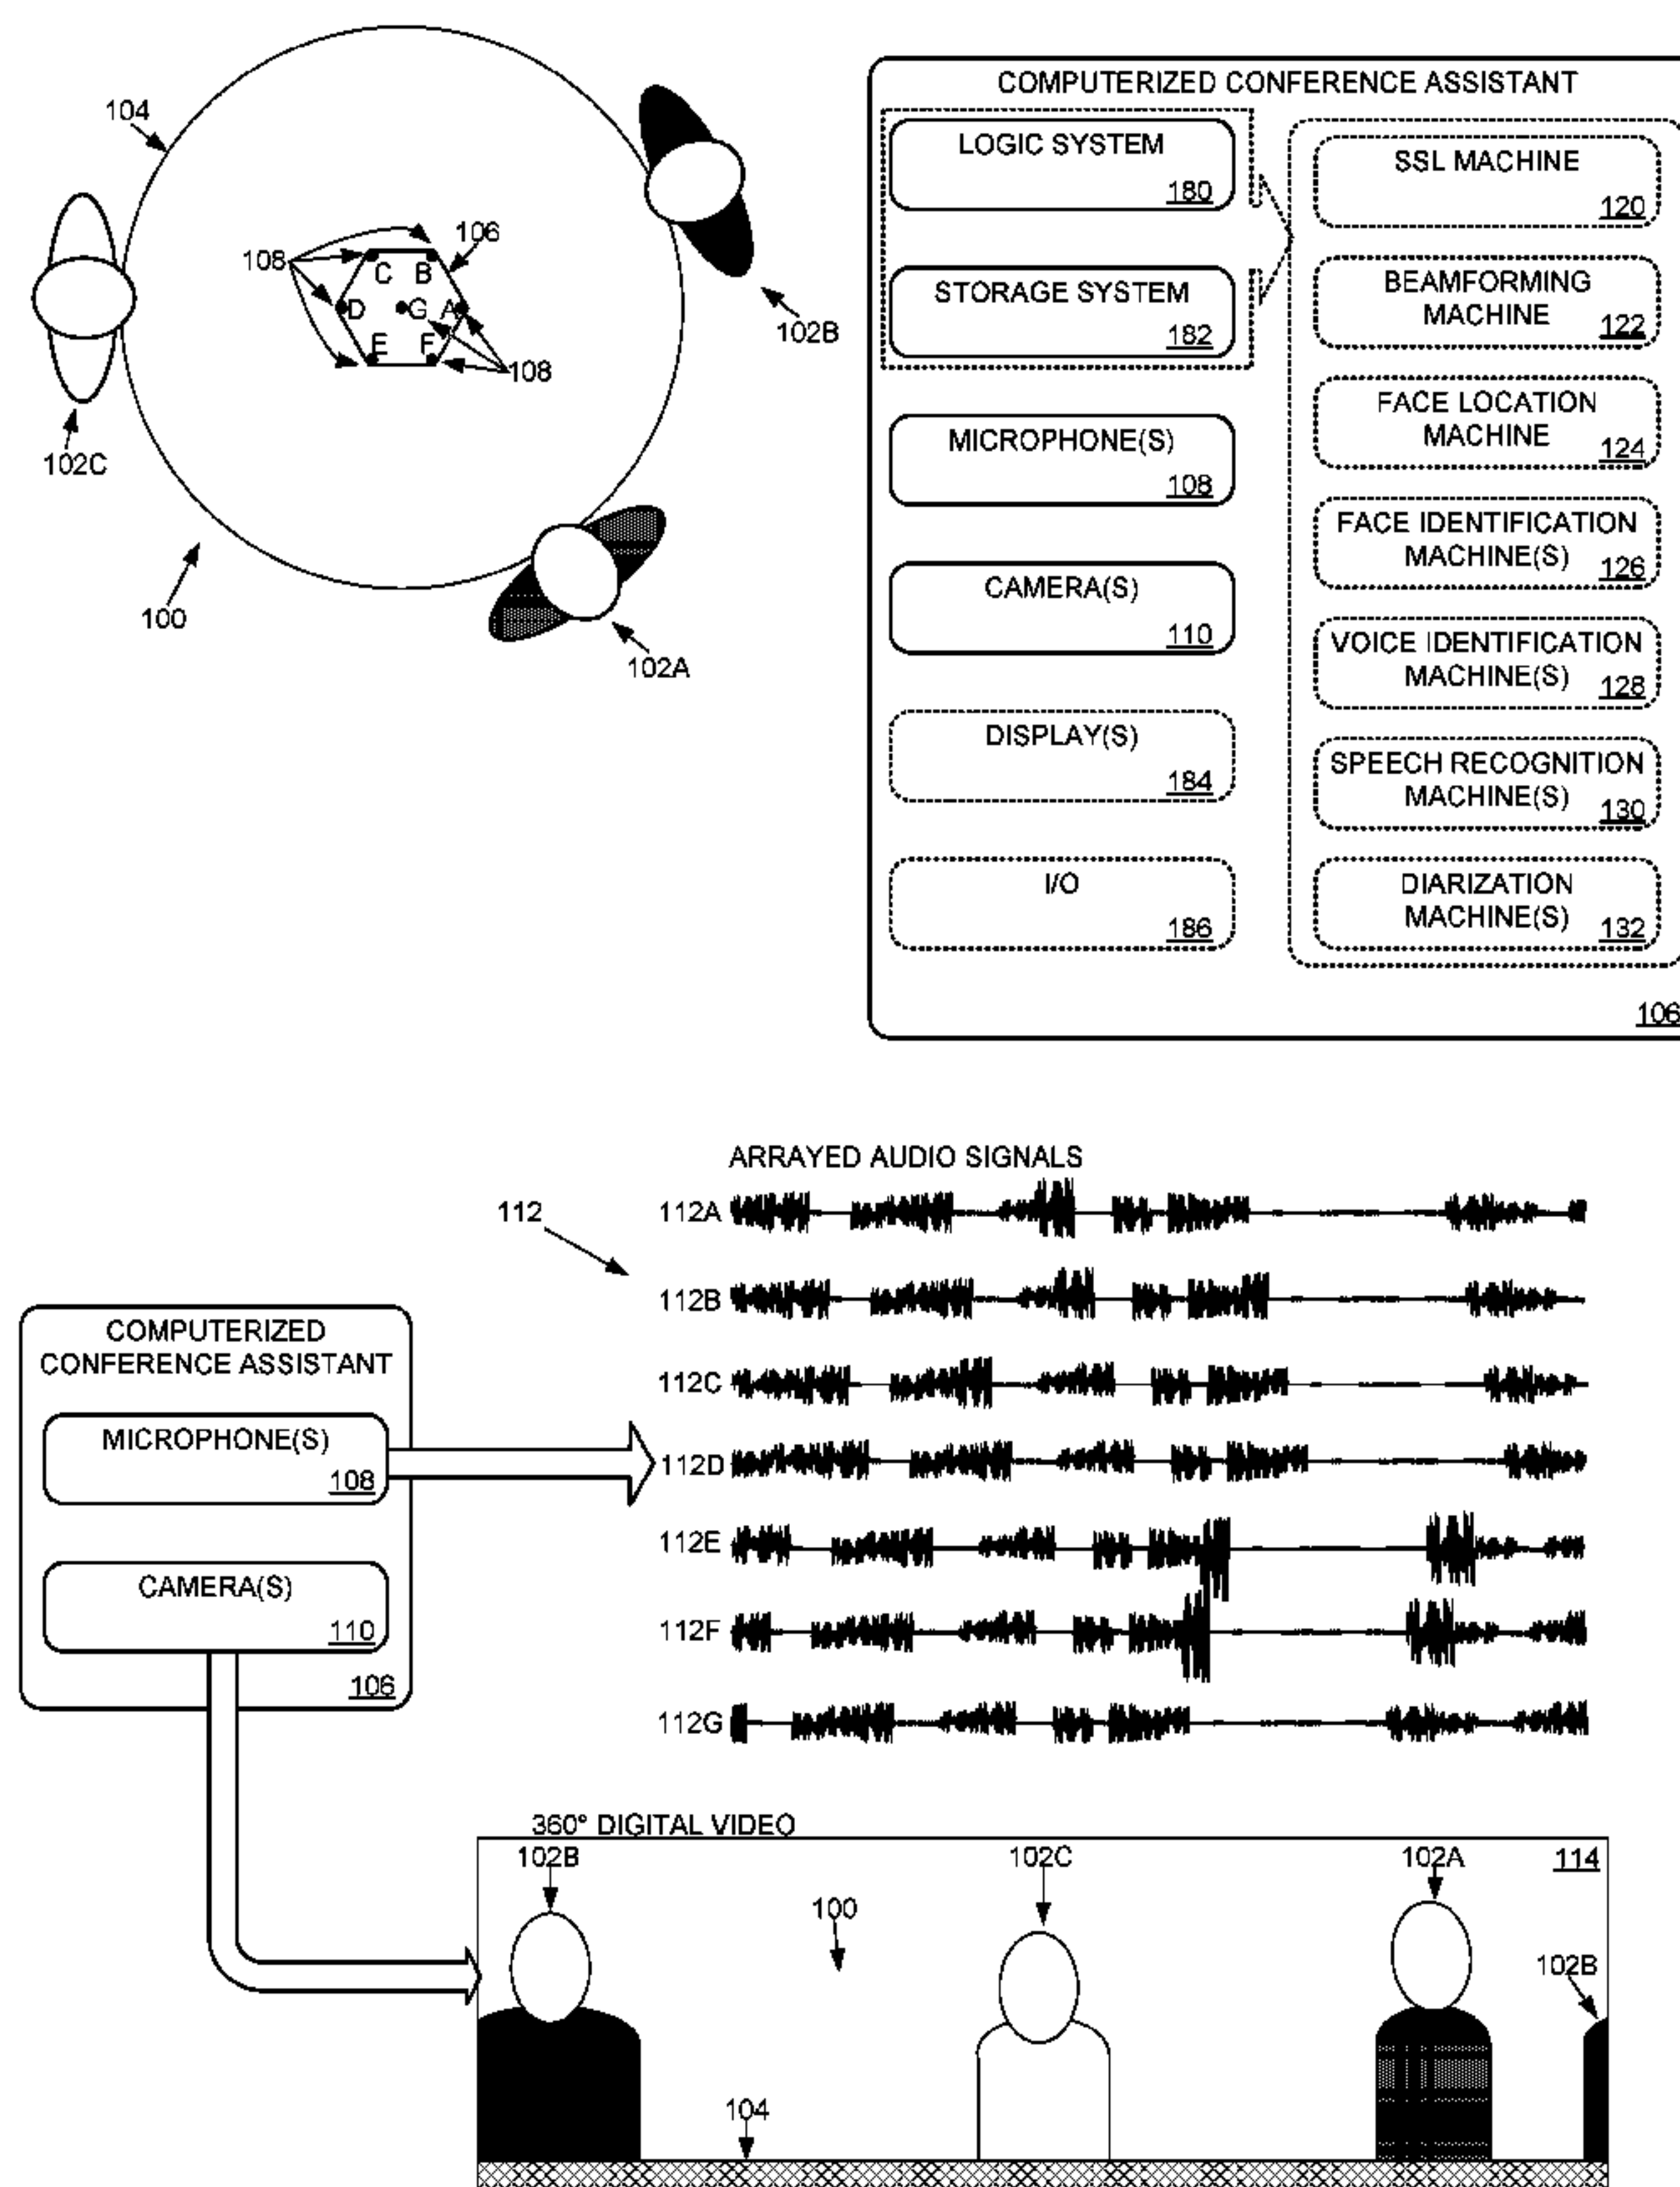 104
106
108
C
B
D
G
A
E
F
108
102B
102C
100
102A
COMPUTERIZED CONFERENCE ASSISTANT
LOGIC SYSTEM
180
STORAGE SYSTEM
182
MICROPHONE(S)
108
CAMERA(S)
110
DISPLAY(S)
184
I/O
186
SSL MACHINE
120
BEAMFORMING
MACHINE
122
FACE LOCATION
MACHINE
124
FACE IDENTIFICATION
MACHINE(S)
126
VOICE IDENTIFICATION
MACHINE(S)
128
SPEECH RECOGNITION
MACHINE(S)
130
DIARIZATION
MACHINE(S)
132
106
ARRAYED AUDIO SIGNALS
112
112A
112B
112C
112D
112E
112F
112G
COMPUTERIZED
CONFERENCE ASSISTANT
MICROPHONE(S)
108
CAMERA(S)
110
106
360° DIGITAL VIDEO
102B
102C
102A
114
100
102B
104